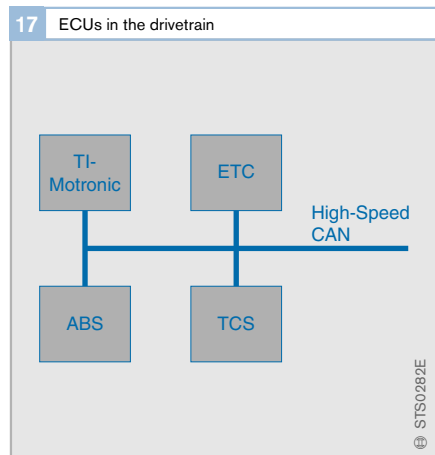 17 ECUs in the drivetrain
TI-
Motronic
ETC
High-Speed
CAN
ABS
TCS
STS0282E